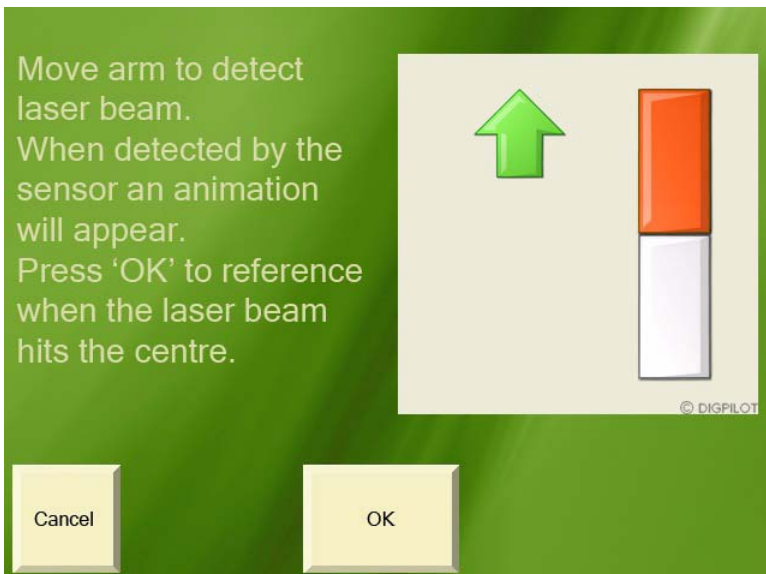 Move arm to detect
laser beam.
When detected by the
sensor an animation
will appear.
Press ‘OK’ to reference
when the laser beam
hits the centre.
© DIGPILOT
Cancel
OK